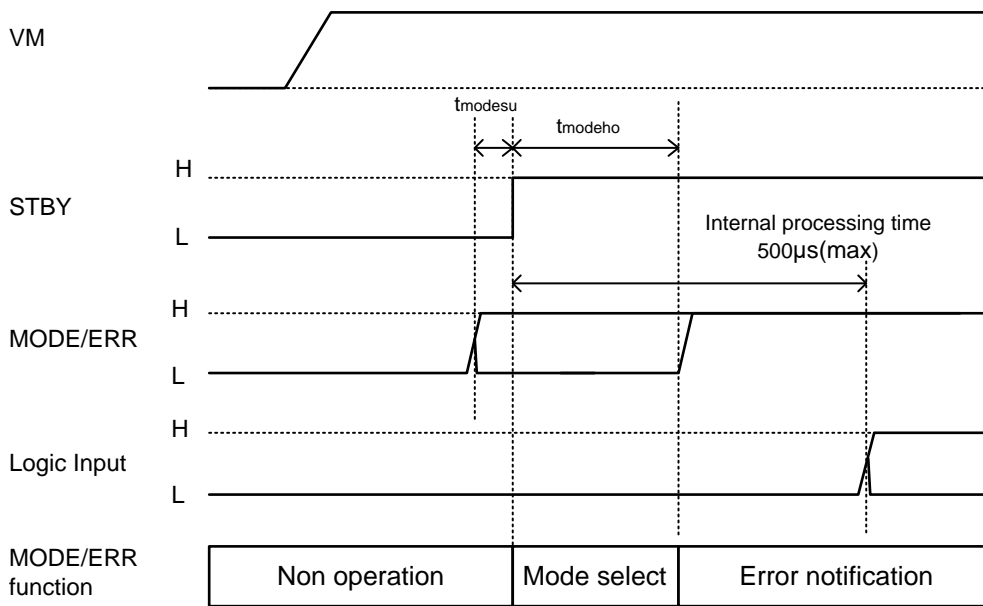 VM
tmodesu
tmodeho
H
STBY
L
Internal processing time
500µs(max)
H
MODE/ERR
L
H
Logic Input
L
MODE/ERR
function
Non operation
Mode select
Error notification